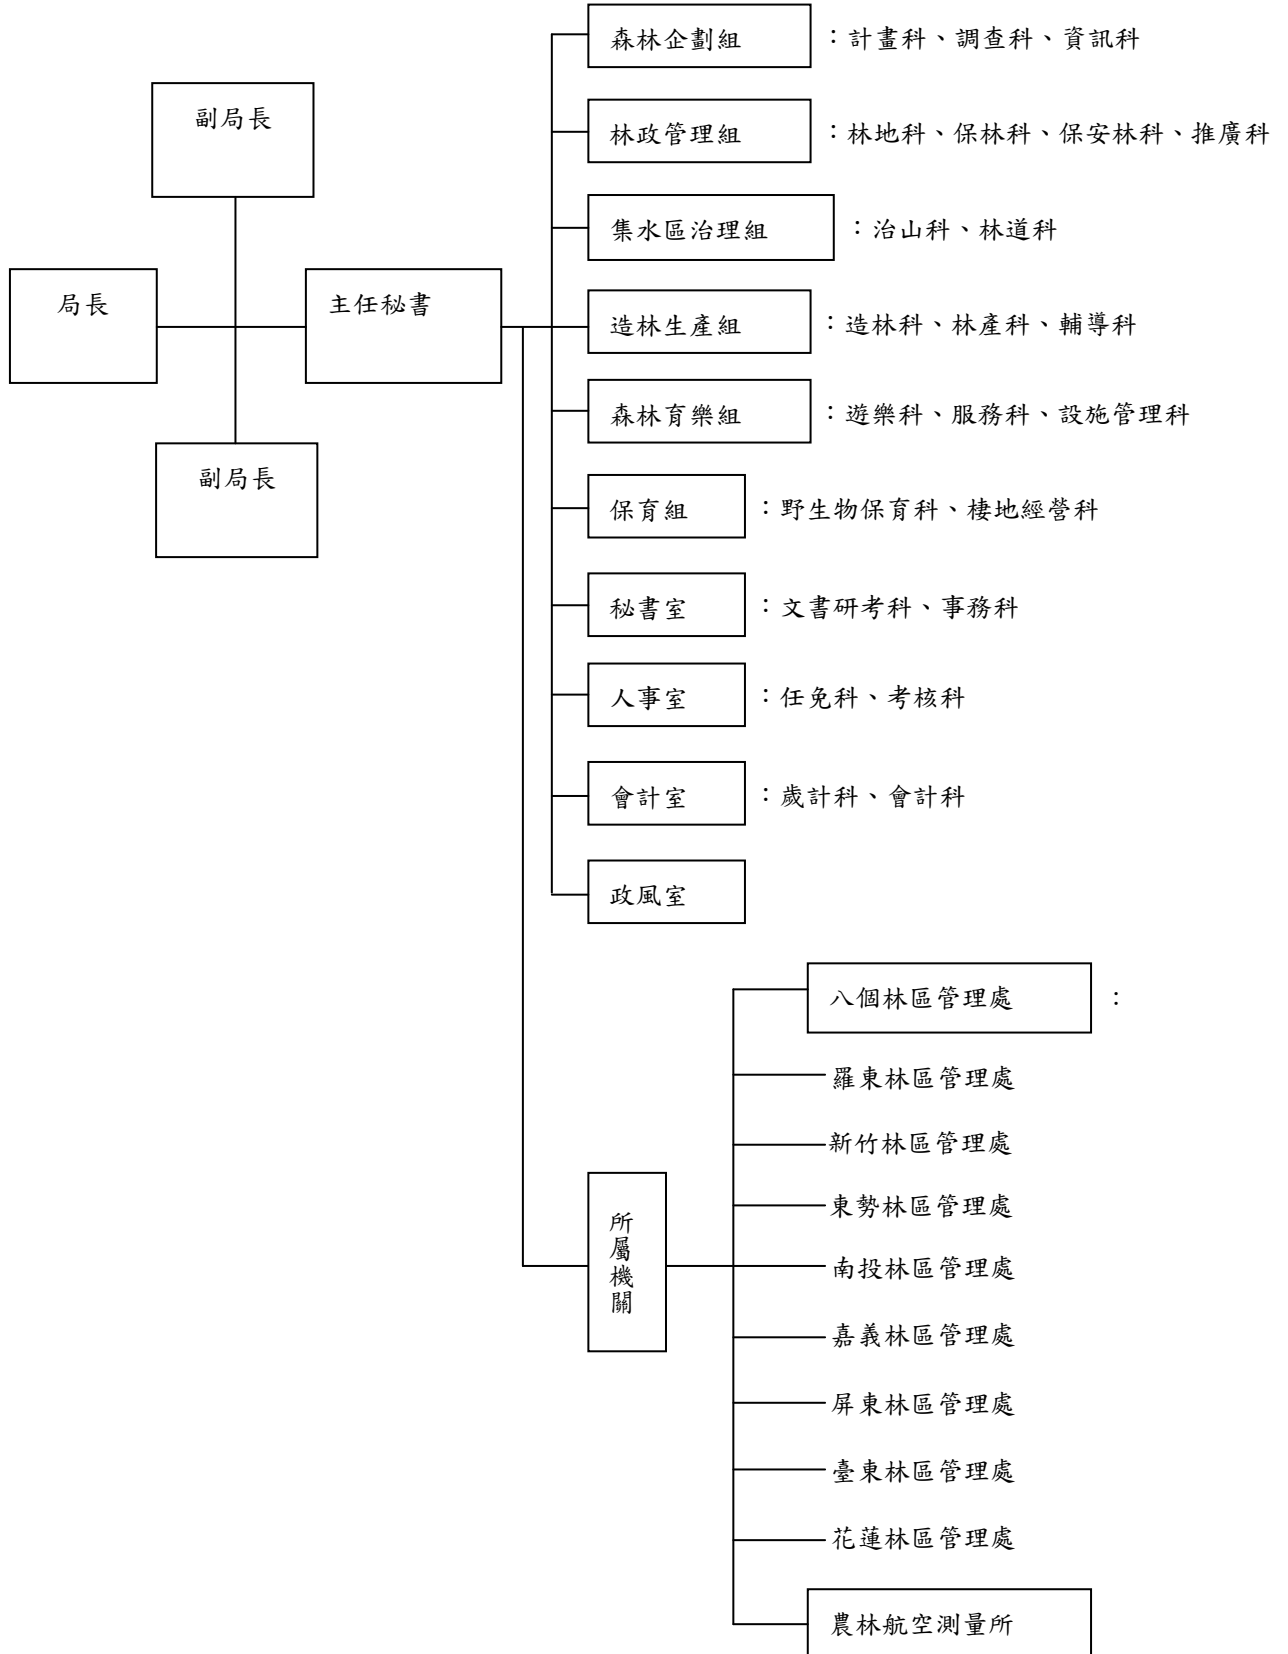 森林企劃組 :計畫科、調查科、資訊科
副局長
林政管理組 :林地科、保林科、保安林科、推廣科
集水區治理組 :治山科、林道科
局長
主任秘書
造林生產組 :造林科、林產科、輔導科
森林育樂組 :遊樂科、服務科、設施管理科
副局長
保育組 :野生物保育科、棲地經營科
秘書室 :文書研考科、事務科
人事室 :任免科、考核科
會計室 :歲計科、會計科
政風室
八個林區管理處 :
羅東林區管理處
新竹林區管理處
東勢林區管理處
所屬機關
南投林區管理處
嘉義林區管理處
屏東林區管理處
臺東林區管理處
花蓮林區管理處
農林航空測量所